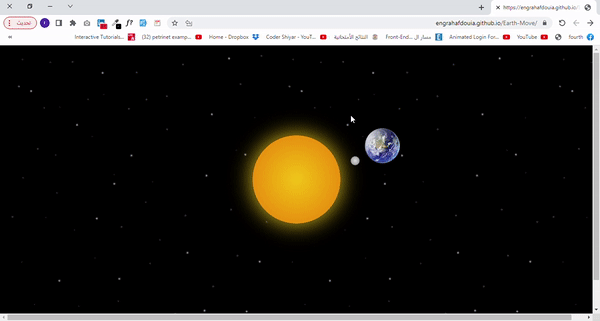 https://engrahafdouia.github.io/
تحديث
engrahafdouia.github.io/Earth-Move/
Interactive Tutorials...
(32) petrinet examp...
Home - Dropbox
Coder Shiyar - YouT...
النتائج الأمتحانية
Front-End... مسار ال
Animated Login For...
YouTube
fourth